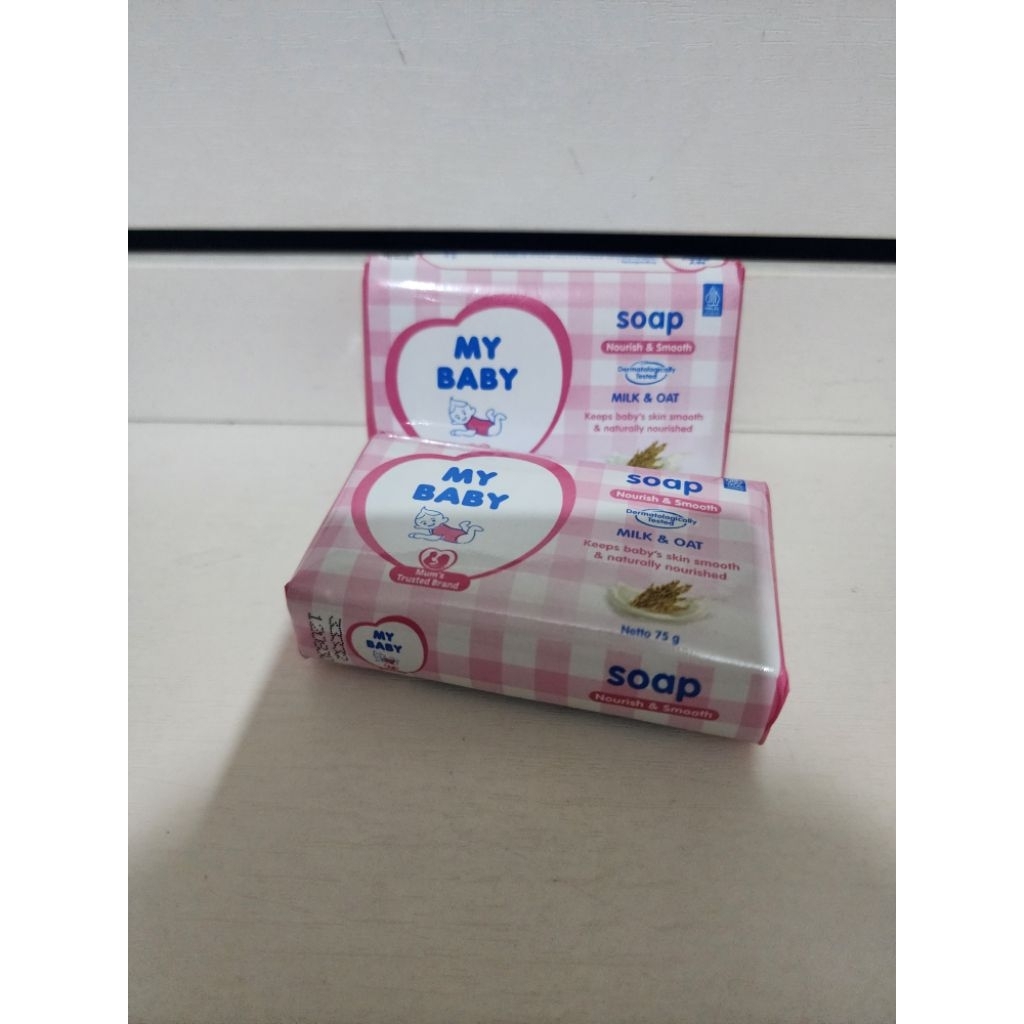 MY
BABY
soap
Nourish & Smooth
Dermatologically
Tested
MILK & OAT
Keeps baby's skin smooth
& naturally nourished
MY
BABY
Mum's
Trusted Brand
soap
Nourish & Smooth
Dermatologically
Tested
MILK & OAT
Keeps baby's skin smooth
& naturally nourished
Netto 75 g
MY
BABY
soap
Nourish & Smooth